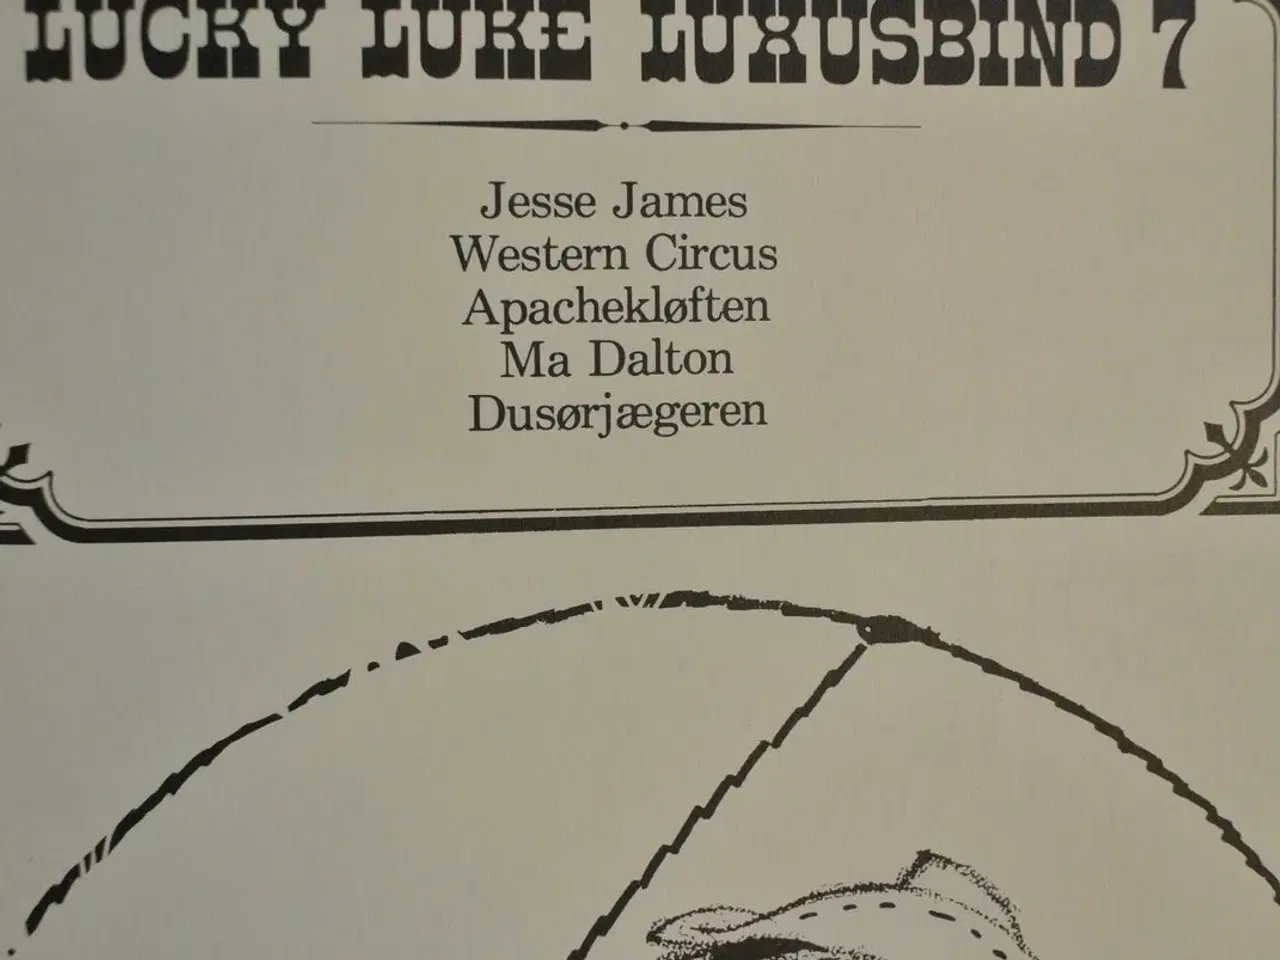 LUCKY LUKE LUXUSBIND 7
Jesse James
Western Circus
Apachekløften
Ma Dalton
Dusørjægeren